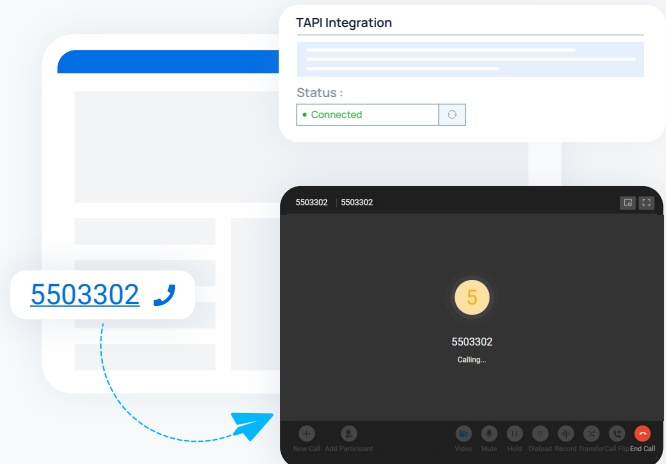 TAPI Integration
Status :
Connected
5503302 5503302
5503302
5
5503302
Calling...
New Call Add Participant Video Mute Hold Dialpad Record Transfer Call Flip End Call